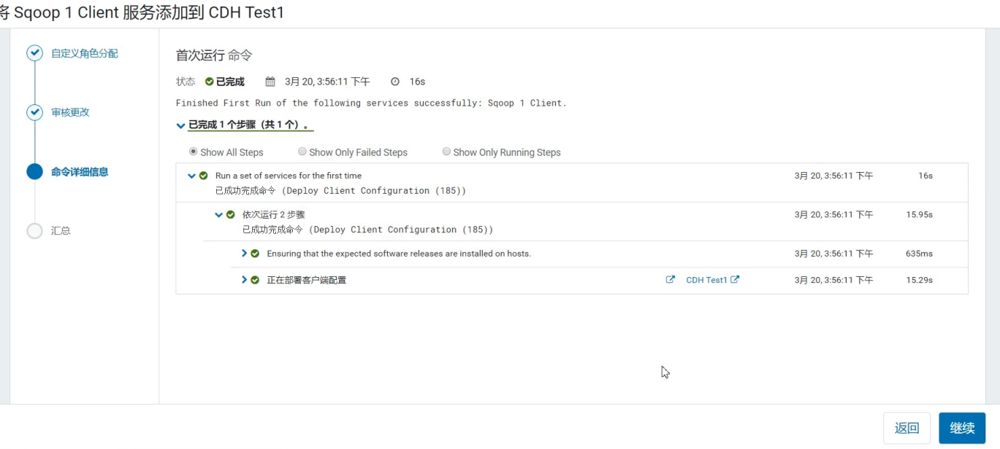 将 Sqoop 1 Client 服务添加到 CDH Test1
自定义角色分配
审核更改
命令详细信息
汇总
首次运行 命令
状态 已完成 3月 20, 3:56:11 下午 16s
Finished First Run of the following services successfully: Sqoop 1 Client.
已完成 1 个步骤（共 1 个）。
Show All Steps Show Only Failed Steps Show Only Running Steps
Run a set of services for the first time 3月 20, 3:56:11 下午 16s
已成功完成命令 (Deploy Client Configuration (185))
依次运行 2 步骤 3月 20, 3:56:11 下午 15.95s
已成功完成命令 (Deploy Client Configuration (185))
Ensuring that the expected software releases are installed on hosts. 3月 20, 3:56:11 下午 635ms
正在部署客户端配置 CDH Test1 3月 20, 3:56:11 下午 15.29s
返回 继续